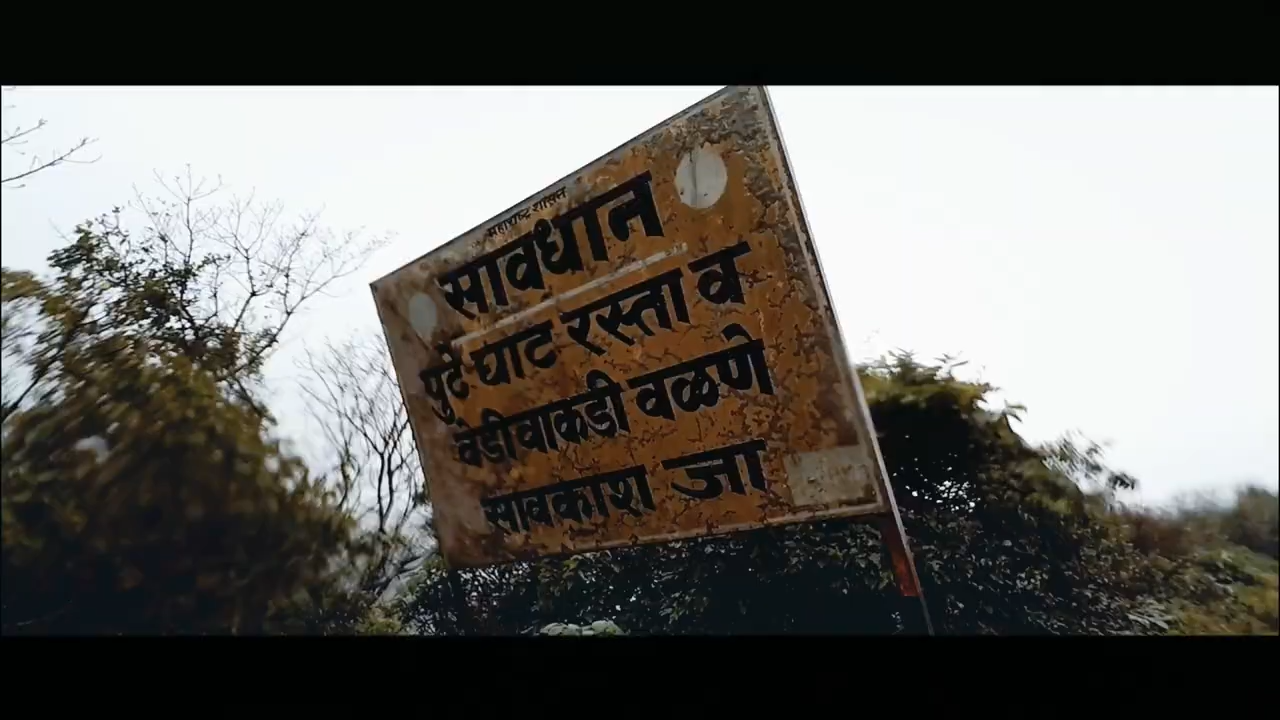 महाराष्ट्र शासन
सावधान
पुढे घाट रस्ता व
वेडीवाकडी वळणे
सावकाश जा